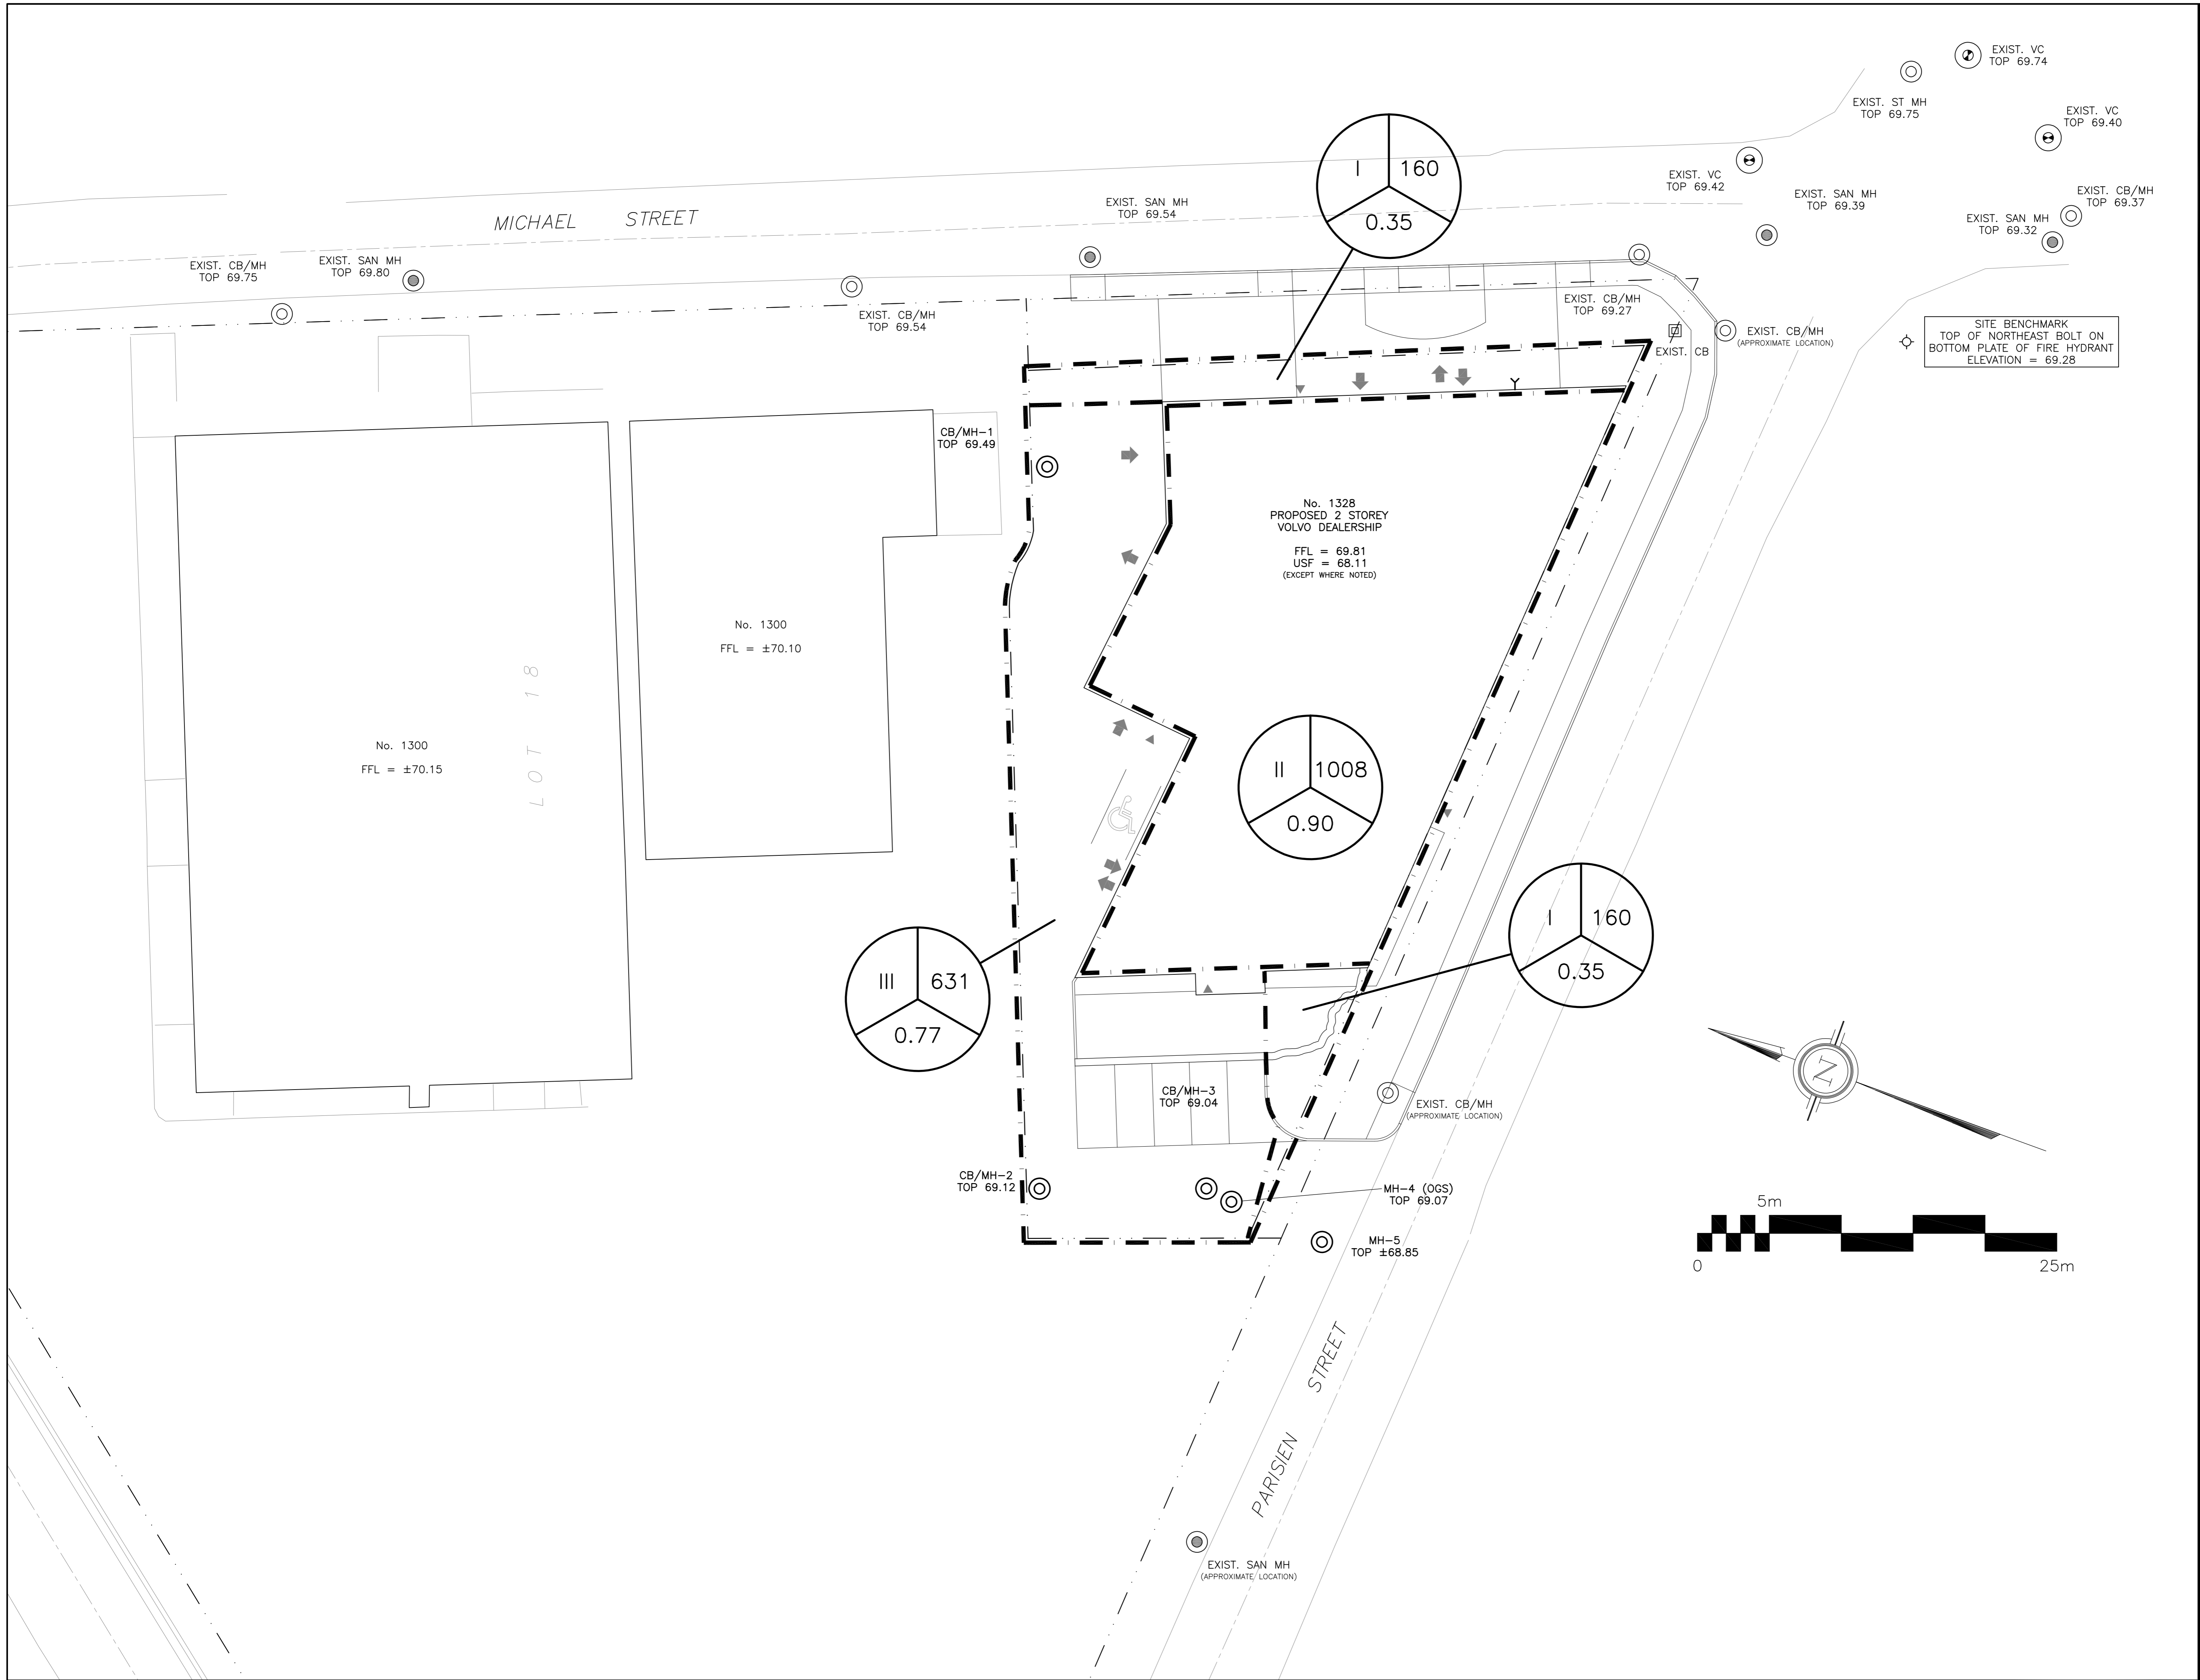 EXIST. VC
TOP 69.74
EXIST. ST MH
TOP 69.75
EXIST. VC
TOP 69.40
I
160
0.35
EXIST. VC
TOP 69.42
EXIST. SAN MH
TOP 69.39
EXIST. CB/MH
TOP 69.37
EXIST. SAN MH
TOP 69.32
EXIST. SAN MH
TOP 69.54
MICHAEL STREET
EXIST. CB/MH
TOP 69.75
EXIST. SAN MH
TOP 69.80
EXIST. CB/MH
TOP 69.54
EXIST. CB/MH
TOP 69.27
EXIST. CB
EXIST. CB/MH
(APPROXIMATE LOCATION)
SITE BENCHMARK
TOP OF NORTHEAST BOLT ON
BOTTOM PLATE OF FIRE HYDRANT
ELEVATION = 69.28
CB/MH-1
TOP 69.49
No. 1328
PROPOSED 2 STOREY
VOLVO DEALERSHIP
FFL = 69.81
USF = 68.11
(EXCEPT WHERE NOTED)
No. 1300
FFL = ±70.10
LOT 18
No. 1300
FFL = ±70.15
II
1008
0.90
I
160
0.35
III
631
0.77
N
CB/MH-3
TOP 69.04
EXIST. CB/MH
(APPROXIMATE LOCATION)
CB/MH-2
TOP 69.12
MH-4 (OGS)
TOP 69.07
MH-5
TOP ±68.85
5m
0
25m
PARISIEN STREET
EXIST. SAN MH
(APPROXIMATE LOCATION)